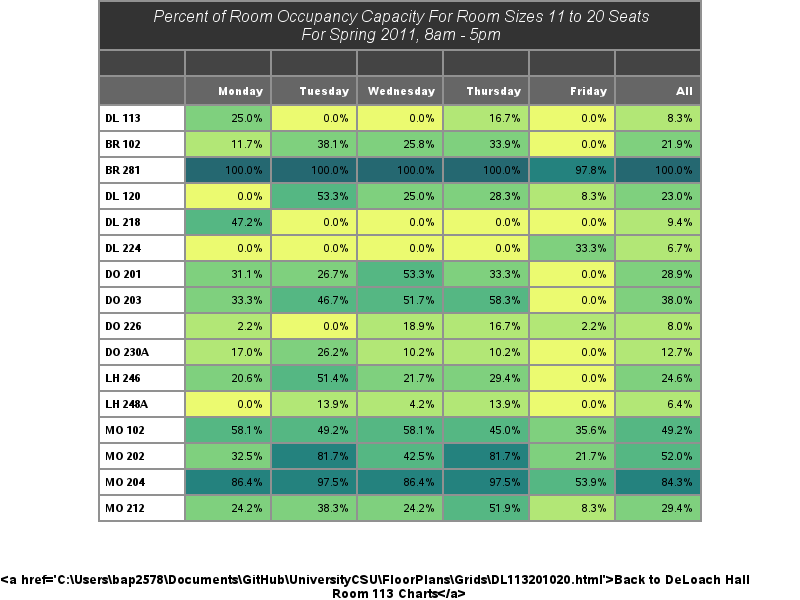 Percent of Room Occupancy Capacity For Room Sizes 11 to 20 Seats
For Spring 2011, 8am - 5pm
Monday Tuesday Wednesday Thursday Friday All
DL 113 25.0% 0.0% 0.0% 16.7% 0.0% 8.3%
BR 102 11.7% 38.1% 25.8% 33.9% 0.0% 21.9%
BR 281 100.0% 100.0% 100.0% 100.0% 97.8% 100.0%
DL 120 0.0% 53.3% 25.0% 28.3% 8.3% 23.0%
DL 218 47.2% 0.0% 0.0% 0.0% 0.0% 9.4%
DL 224 0.0% 0.0% 0.0% 0.0% 33.3% 6.7%
DO 201 31.1% 26.7% 53.3% 33.3% 0.0% 28.9%
DO 203 33.3% 46.7% 51.7% 58.3% 0.0% 38.0%
DO 226 2.2% 0.0% 18.9% 16.7% 2.2% 8.0%
DO 230A 17.0% 26.2% 10.2% 10.2% 0.0% 12.7%
LH 246 20.6% 51.4% 21.7% 29.4% 0.0% 24.6%
LH 248A 0.0% 13.9% 4.2% 13.9% 0.0% 6.4%
MO 102 58.1% 49.2% 58.1% 45.0% 35.6% 49.2%
MO 202 32.5% 81.7% 42.5% 81.7% 21.7% 52.0%
MO 204 86.4% 97.5% 86.4% 97.5% 53.9% 84.3%
MO 212 24.2% 38.3% 24.2% 51.9% 8.3% 29.4%
<a href='C:\Users\bap2578\Documents\GitHub\UniversityCSU\FloorPlans\Grids\DL113201020.html'>Back to DeLoach Hall
Room 113 Charts</a>